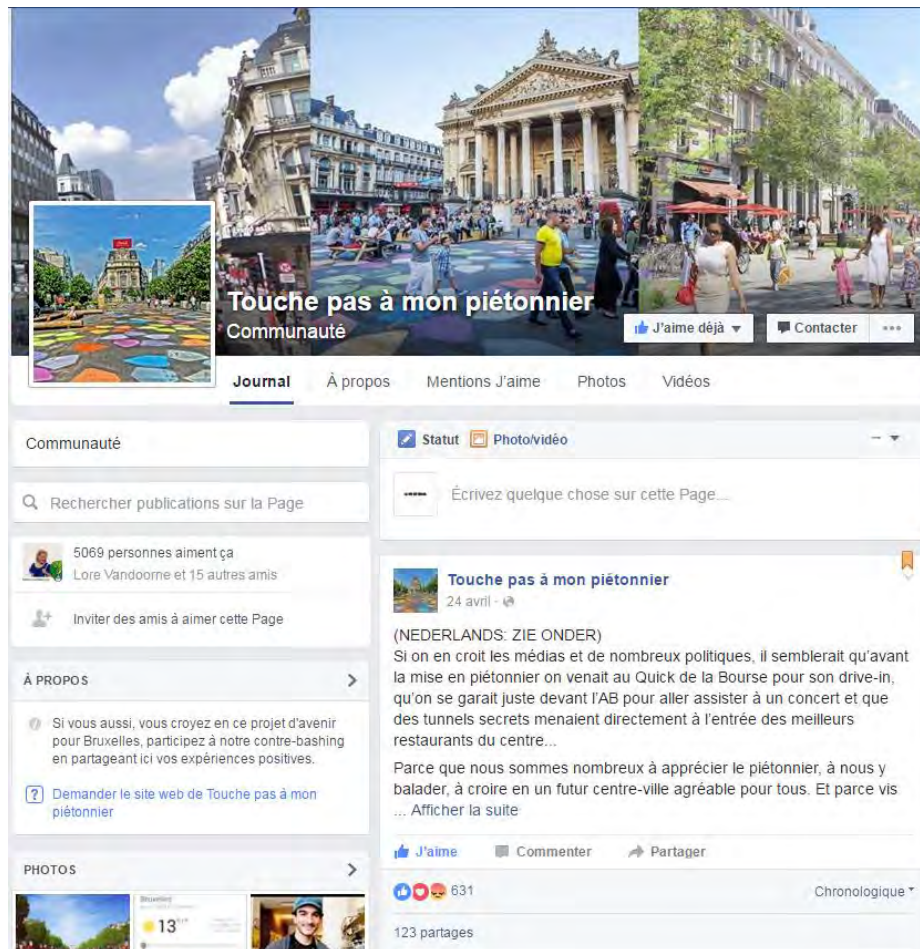 Touche pas à mon piétonnier
Communauté
J'aime déjà
Contacter
Journal
À propos
Mentions J'aime
Photos
Vidéos
Communauté
Rechercher publications sur la Page
5069 personnes aiment ça
Lore Vandoorne et 15 autres amis
Inviter des amis à aimer cette Page
À PROPOS
Si vous aussi, vous croyez en ce projet d'avenir
pour Bruxelles, participez à notre contre-bashing
en partageant ici vos expériences positives.
Demander le site web de Touche pas à mon
piétonnier
PHOTOS
Bruxelles
13°
Statut
Photo/vidéo
Écrivez quelque chose sur cette Page...
Touche pas à mon piétonnier
24 avril ·
(NEDERLANDS: ZIE ONDER)
Si on en croit les médias et de nombreux politiques, il semblerait qu'avant
la mise en piétonnier on venait au Quick de la Bourse pour son drive-in,
qu'on se garait juste devant l'AB pour aller assister à un concert et que
des tunnels secrets menaient directement à l'entrée des meilleurs
restaurants du centre...
Parce que nous sommes nombreux à apprécier le piétonnier, à nous y
balader, à croire en un futur centre-ville agréable pour tous. Et parce vis
... Afficher la suite
J'aime
Commenter
Partager
631
Chronologique
123 partages